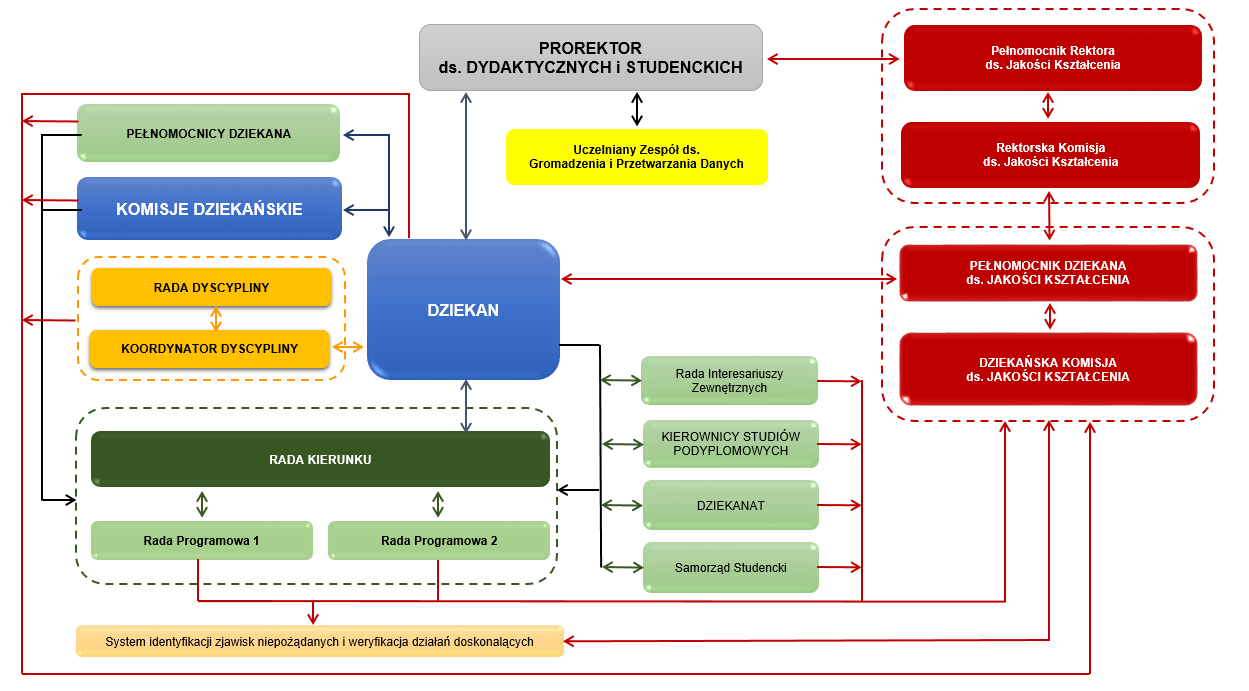 PROREKTOR
ds. DYDAKTYCZNYCH i STUDENCKICH
Pełnomocnik Rektora
ds. Jakości Kształcenia
Uczelniany Zespół ds.
Gromadzenia i Przetwarzania Danych
Rektorska Komisja
ds. Jakości Kształcenia
PEŁNOMOCNICY DZIEKANA
KOMISJE DZIEKAŃSKIE
RADA DYSCYPLINY
KOORDYNATOR DYSCYPLINY
DZIEKAN
PEŁNOMOCNIK DZIEKANA
ds. JAKOŚCI KSZTAŁCENIA
DZIEKAŃSKA KOMISJA
ds. JAKOŚCI KSZTAŁCENIA
Rada Interesariuszy
Zewnętrznych
KIEROWNICY STUDIÓW
PODYPLOMOWYCH
DZIEKANAT
Samorząd Studencki
RADA KIERUNKU
Rada Programowa 1
Rada Programowa 2
System identyfikacji zjawisk niepożądanych i weryfikacja działań doskonalących